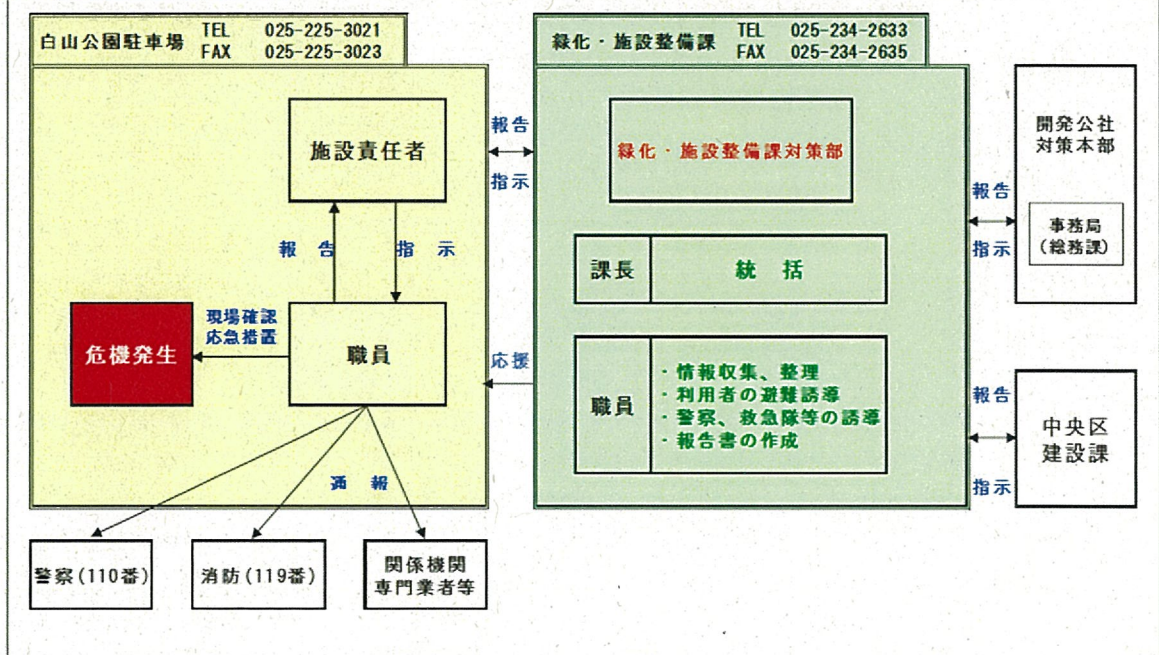 白山公園駐車場 TEL 025-225-3021
FAX 025-225-3023
施設責任者
報告
指示
危機発生
現場確認
応急措置
職員
通報
警察(110番)
消防(119番)
関係機関
専門業者等
報告
指示
応援
緑化・施設整備課 TEL 025-234-2633
FAX 025-234-2635
緑化・施設整備課対策部
課長 統括
職員
・情報収集、整理
・利用者の避難誘導
・警察、救急隊等の誘導
・報告書の作成
報告
指示
開発公社
対策本部
事務局
(総務課)
報告
指示
中央区
建設課